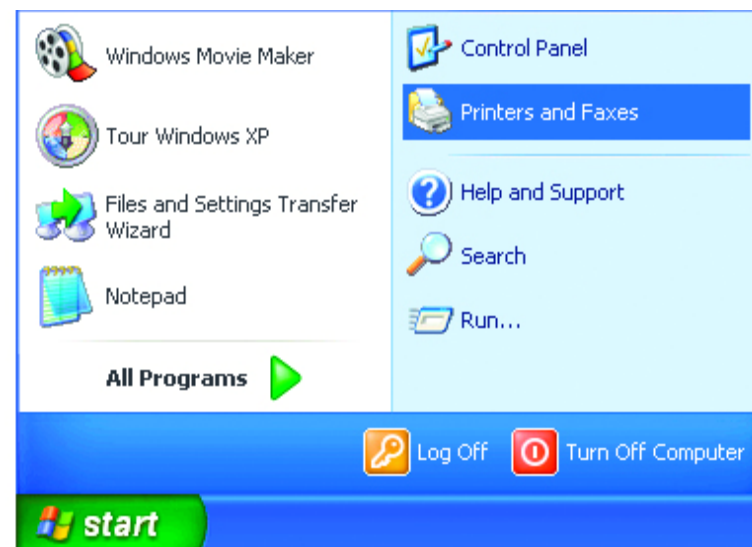 Windows Movie Maker
Tour Windows XP
Files and Settings Transfer
Wizard
Notepad
All Programs
Control Panel
Printers and Faxes
Help and Support
Search
Run...
Log Off
Turn Off Computer
start